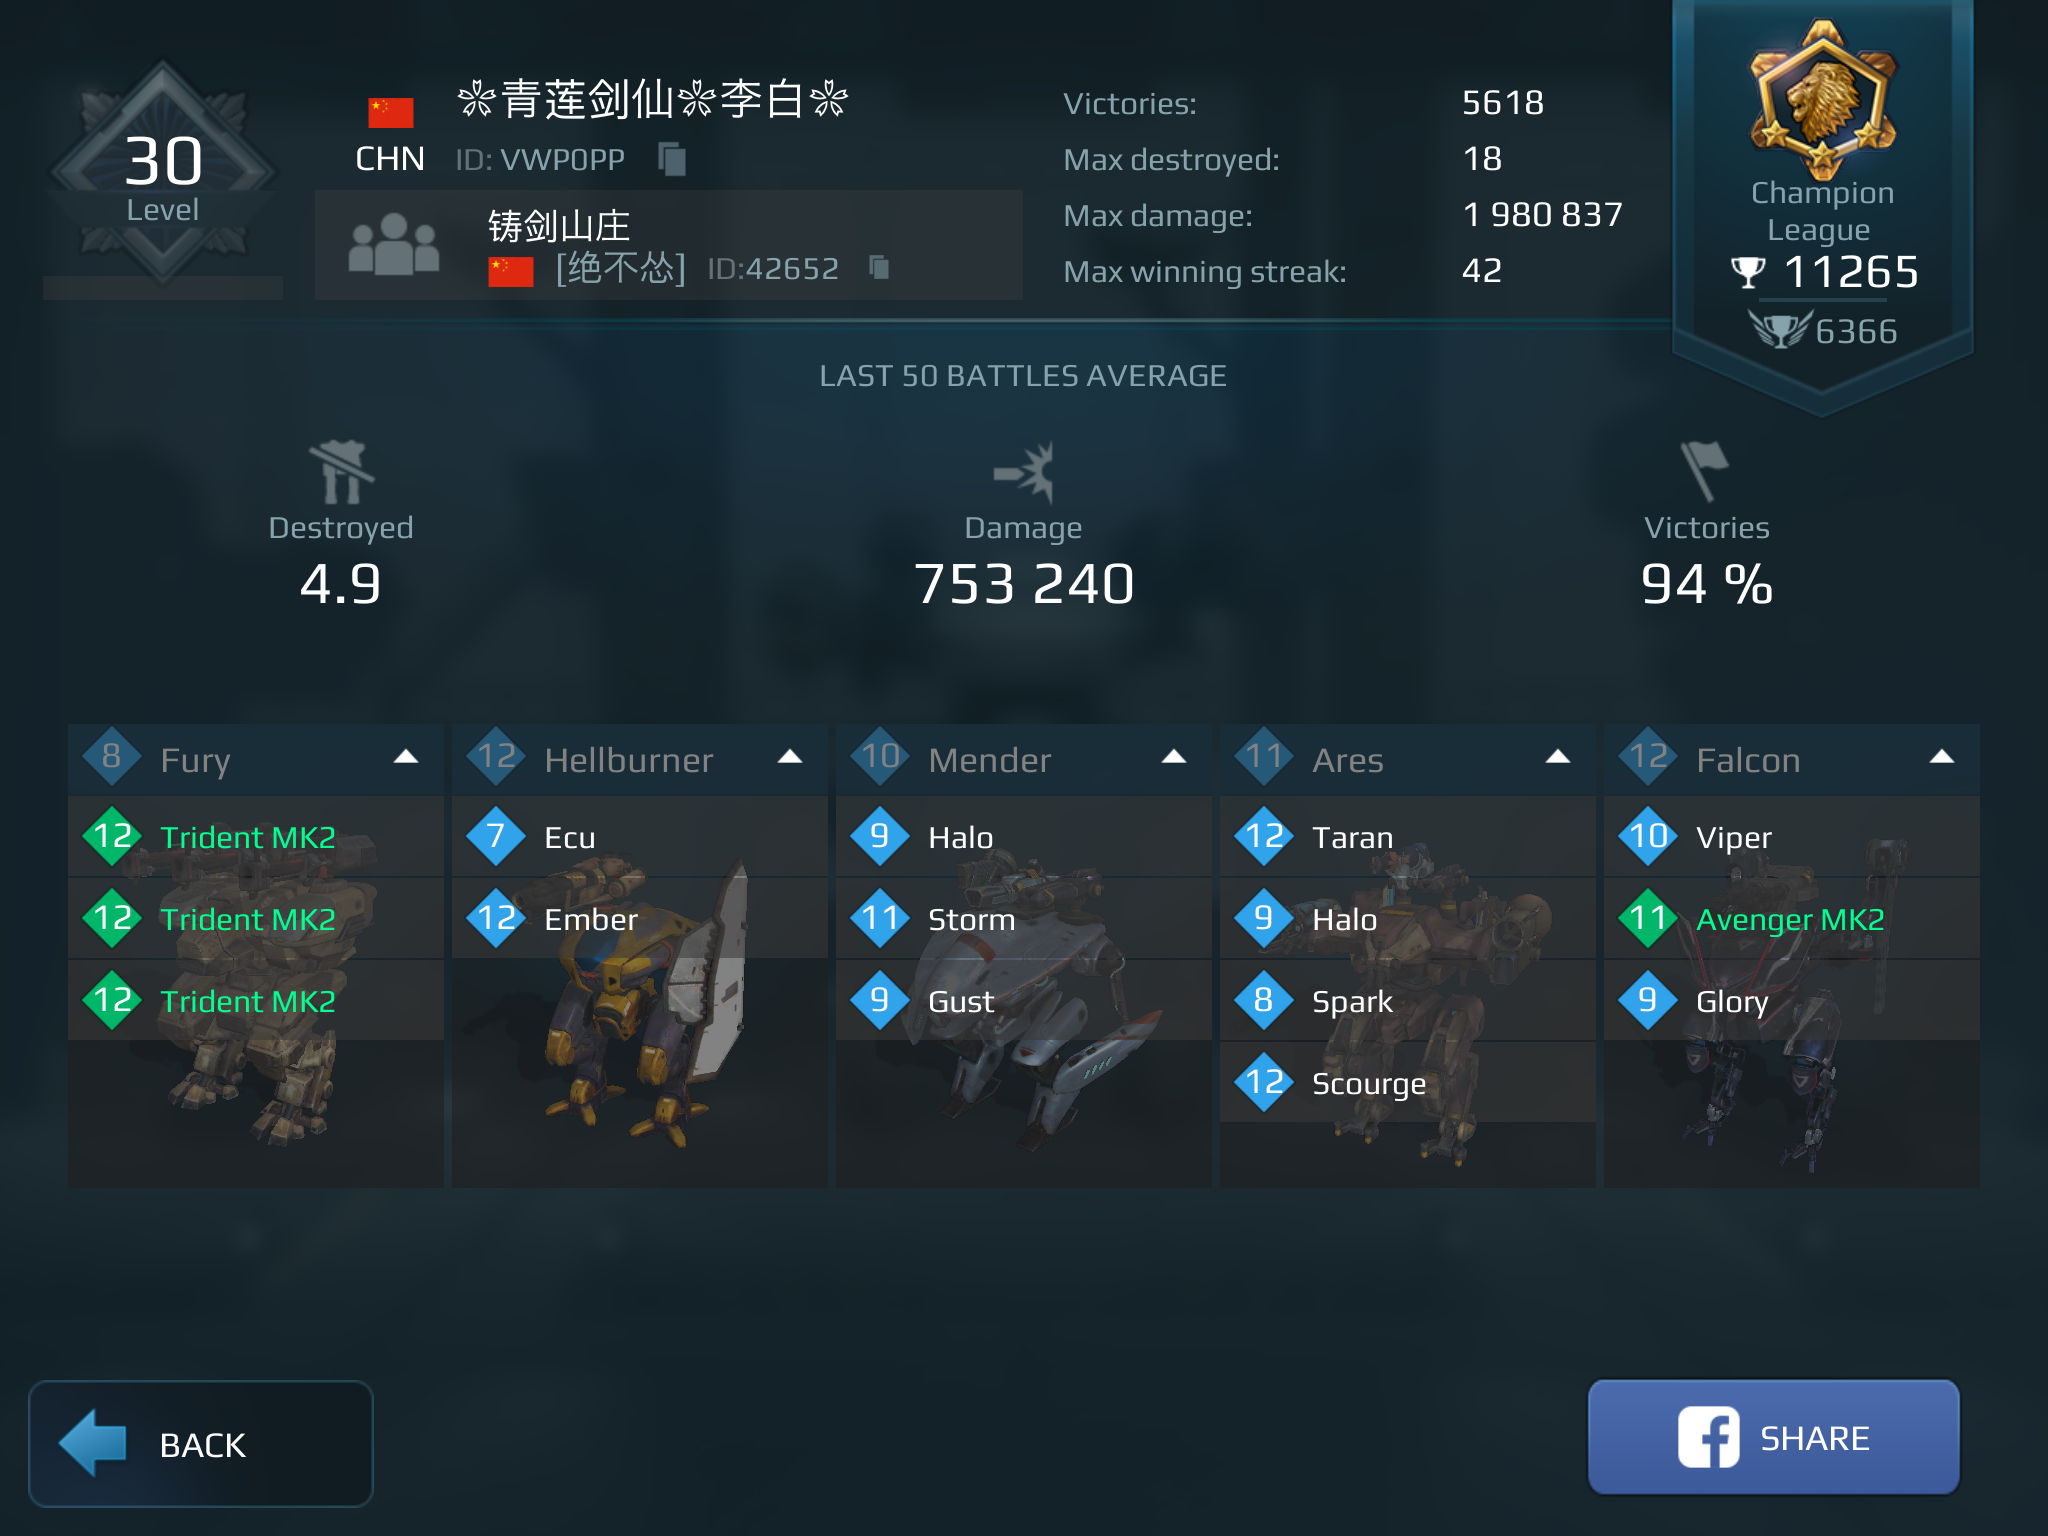 30
Level
❀青莲剑仙❀李白❀
CHN ID: VWP0PP
铸剑山庄
[绝不怂] ID:42652
Victories: 5618
Max destroyed: 18
Max damage: 1 980 837
Max winning streak: 42
Champion
League
11265
6366
LAST 50 BATTLES AVERAGE
Destroyed
4.9
Damage
753 240
Victories
94 %
8 Fury
12 Trident MK2
12 Trident MK2
12 Trident MK2
12 Hellburner
7 Ecu
12 Ember
10 Mender
9 Halo
11 Storm
9 Gust
11 Ares
12 Taran
9 Halo
8 Spark
12 Scourge
12 Falcon
10 Viper
11 Avenger MK2
9 Glory
BACK
SHARE